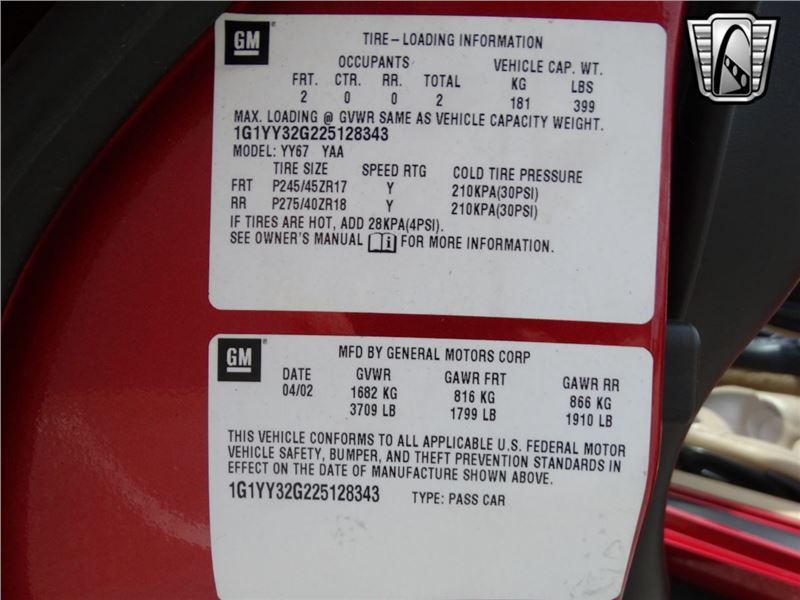 GM
TIRE-LOADING INFORMATION
OCCUPANTS VEHICLE CAP. WT.
FRT. CTR. RR. TOTAL KG LBS
2 0 0 2 181 399
MAX. LOADING @ GVWR SAME AS VEHICLE CAPACITY WEIGHT.
1G1YY32G225128343
MODEL: YY67 YAA
TIRE SIZE SPEED RTG COLD TIRE PRESSURE
FRT P245/45ZR17 Y 210KPA(30PSI)
RR P275/40ZR18 Y 210KPA(30PSI)
IF TIRES ARE HOT, ADD 28KPA(4PSI).
SEE OWNER'S MANUAL i FOR MORE INFORMATION.
GM
MFD BY GENERAL MOTORS CORP
DATE GVWR GAWR FRT GAWR RR
04/02 1682 KG 816 KG 866 KG
3709 LB 1799 LB 1910 LB
THIS VEHICLE CONFORMS TO ALL APPLICABLE U.S. FEDERAL MOTOR
VEHICLE SAFETY, BUMPER, AND THEFT PREVENTION STANDARDS IN
EFFECT ON THE DATE OF MANUFACTURE SHOWN ABOVE.
1G1YY32G225128343 TYPE: PASS CAR